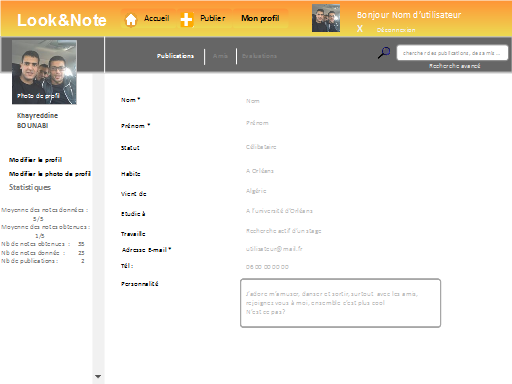 Look&Note
Accueil
Publier
Mon profil
Bonjour Nom d'utilisateur
X Déconnexion
Publications
Amis
Evaluations
chercher des publications, des amis ...
Recherche avancé
Photo de profil
Khayreddine
BOUNABI
Modifier le profil
Modifier le photo de profil
Statistiques
Moyenne des notes données :
5/5
Moyenne des notes obtenues :
1/5
Nb de notes obtenues : 35
Nb de notes donnée : 23
Nb de publications : 2
Nom * Nom
Prénom * Prénom
Statut Célibataire
Habite A Orléans
Vient de Algérie
Etudie à A l'université d'Orléans
Travaille Recherche actif d'un stage
Adresse E-mail * utilisateur@mail.fr
Tél : 06 00 00 00 00
Personnalité
J'adore m'amuser, danser et sortir, surtout avec les amis,
rejoignez vous à moi, ensemble c'est plus cool
N'est ce pas?